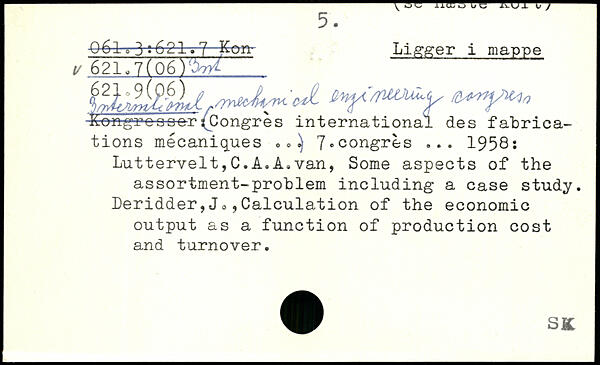 (se næste kort)
5.
061.3:621.7 Kon Ligger i mappe
v 621.7(06) Int
621.9(06)
International mechanical engineering congress
Kongresser:(Congrès international des fabrica-
tions mécaniques ...) 7.congrès ... 1958:
Luttervelt,C.A.A.van, Some aspects of the
assortment-problem including a case study.
Deridder,J.,Calculation of the economic
output as a function of production cost
and turnover.
SK